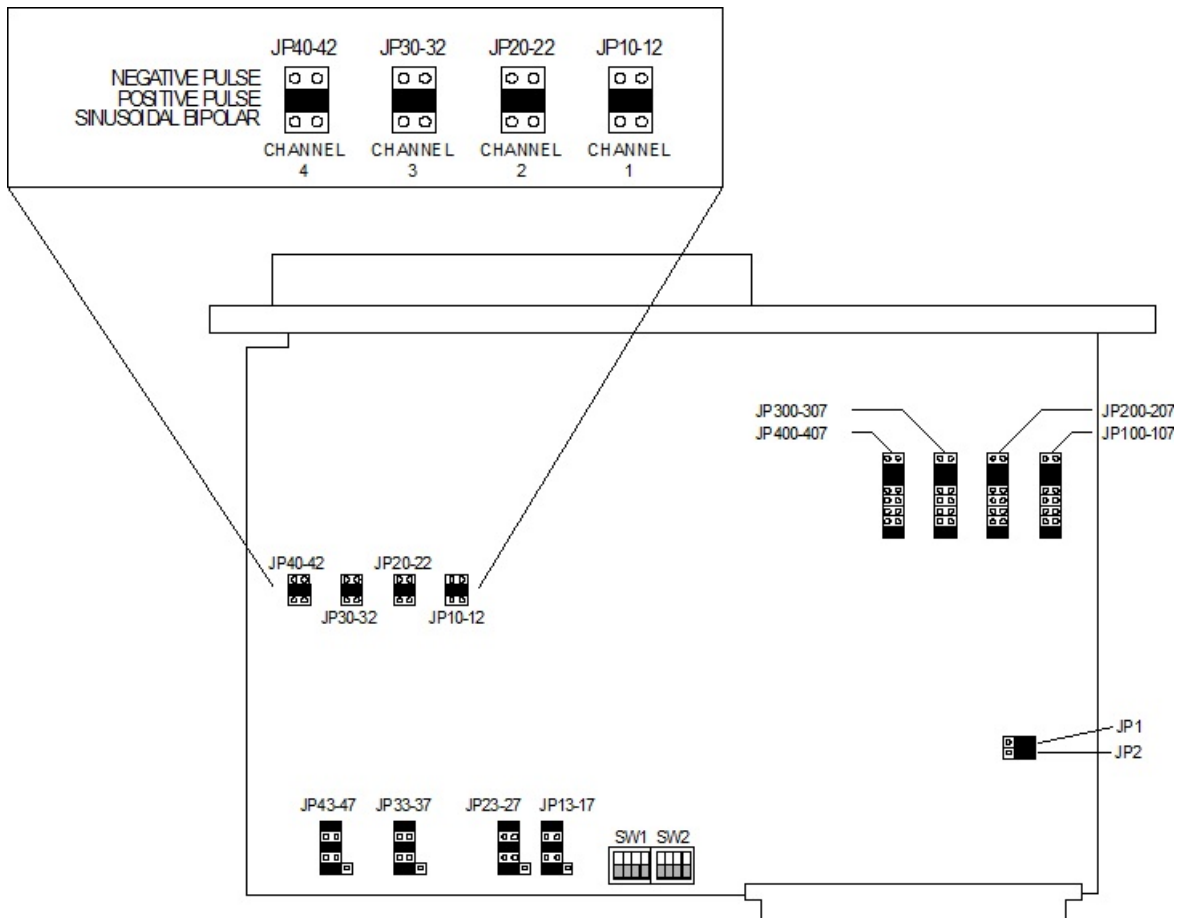 JP40-42 JP30-32 JP20-22 JP10-12
NEGATIVE PULSE
POSITIVE PULSE
SINUSOIDAL BIPOLAR
CHANNEL CHANNEL CHANNEL CHANNEL
4 3 2 1
JP300-307 JP200-207
JP400-407 JP100-107
JP40-42 JP20-22
JP30-32 JP10-12
JP1
JP2
JP43-47 JP33-37 JP23-27 JP13-17
SW1 SW2